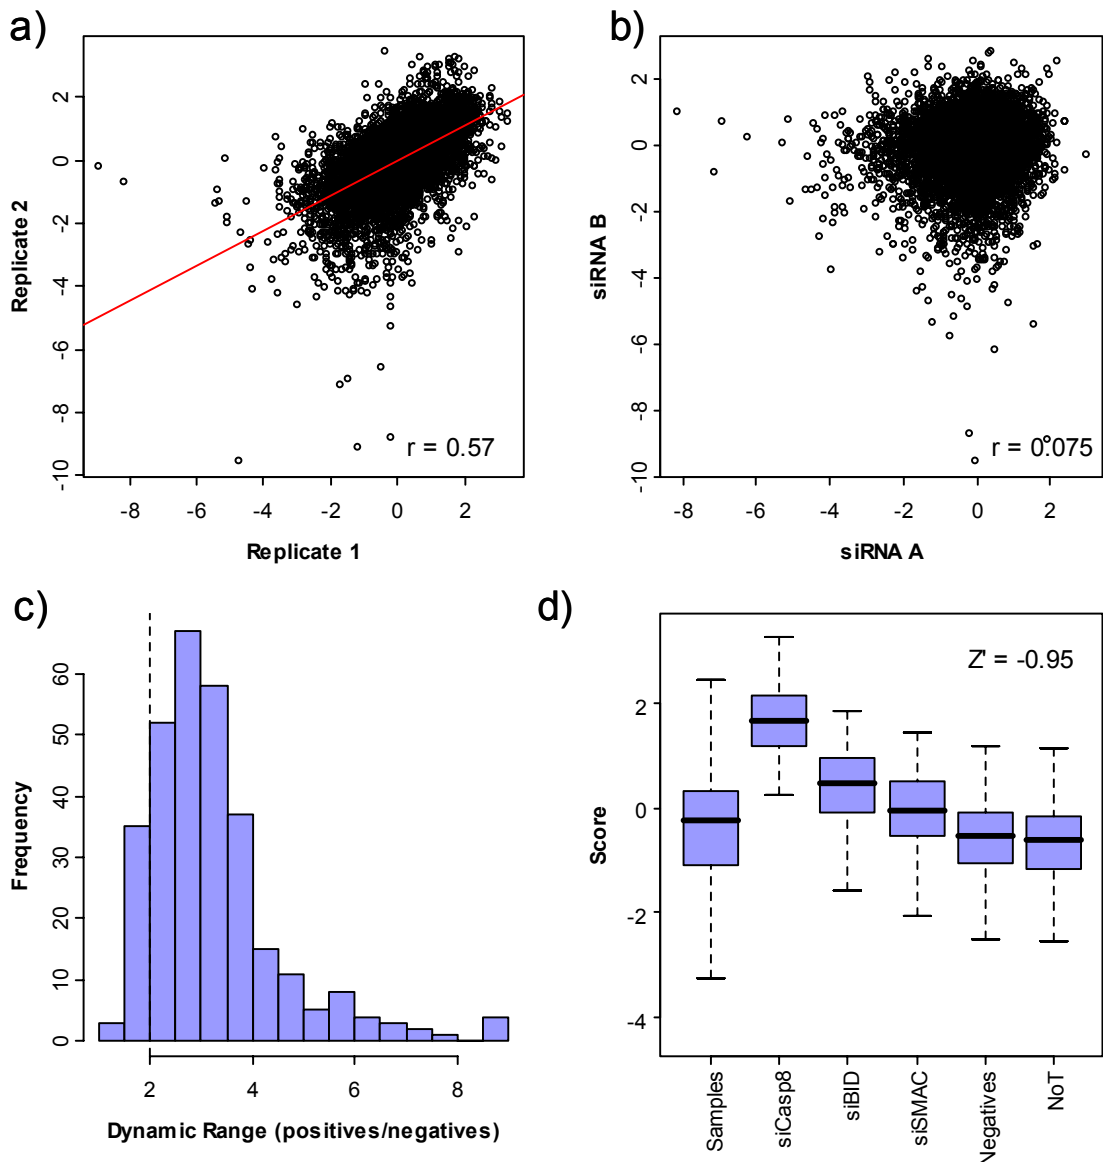 a)
2
0
-2
-4
-6
-8
-10
Replicate 2
r = 0.57
-8
-6
-4
-2
0
2
Replicate 1
b)
2
0
-2
-4
-6
-8
-10
siRNA B
r = 0.075
-8
-6
-4
-2
0
2
siRNA A
c)
60
50
40
30
20
10
0
Frequency
2
4
6
8
Dynamic Range (positives/negatives)
d)
Z' = -0.95
2
0
-2
-4
Score
Samples
siCasp8
siBID
siSMAC
Negatives
NoT